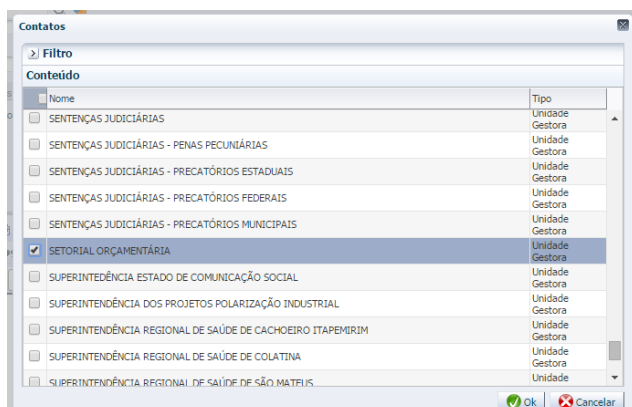 Contatos
Filtro
Conteúdo
Nome Tipo
SENTENÇAS JUDICIÁRIAS Unidade
Gestora
SENTENÇAS JUDICIÁRIAS - PENAS PECUNIÁRIAS Unidade
Gestora
SENTENÇAS JUDICIÁRIAS - PRECATÓRIOS ESTADUAIS Unidade
Gestora
SENTENÇAS JUDICIÁRIAS - PRECATÓRIOS FEDERAIS Unidade
Gestora
SENTENÇAS JUDICIÁRIAS - PRECATÓRIOS MUNICIPAIS Unidade
Gestora
SETORIAL ORÇAMENTÁRIA Unidade
Gestora
SUPERINTEDÊNCIA ESTADO DE COMUNICAÇÃO SOCIAL Unidade
Gestora
SUPERINTENDÊNCIA DOS PROJETOS POLARIZAÇÃO INDUSTRIAL Unidade
Gestora
SUPERINTENDÊNCIA REGIONAL DE SAÚDE DE CACHOEIRO ITAPEMIRIM Unidade
Gestora
SUPERINTENDÊNCIA REGIONAL DE SAÚDE DE COLATINA Unidade
Gestora
SUPERINTENDÊNCIA REGIONAL DE SAÚDE DE SÃO MATEUS Unidade
Ok Cancelar